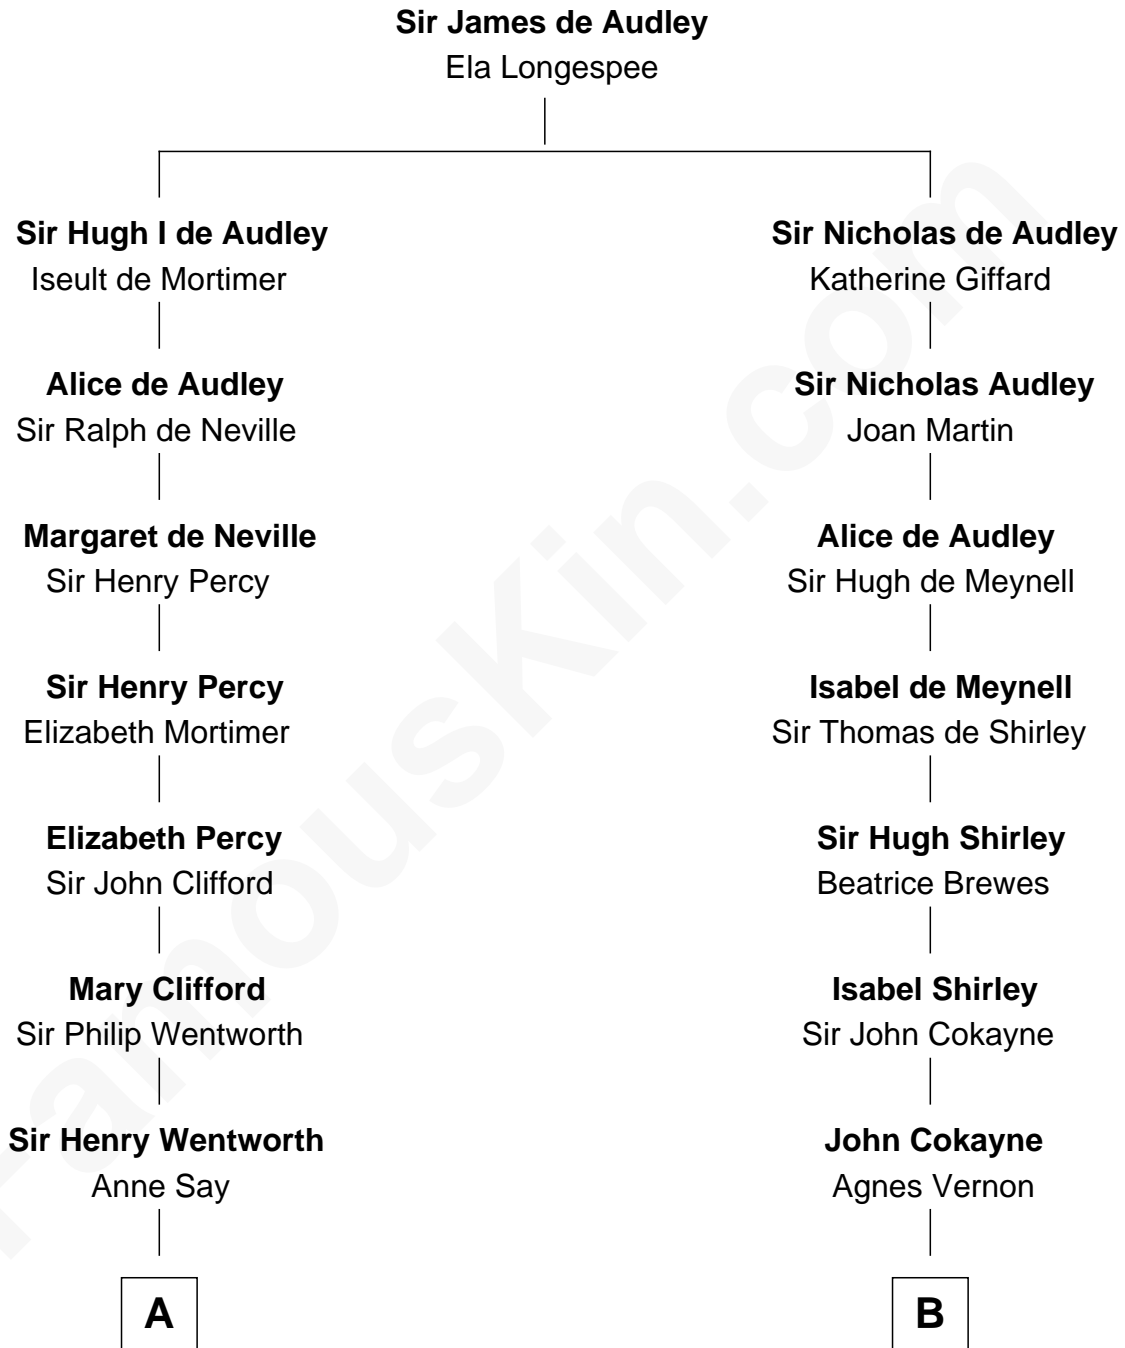 Sir James de Audley
Ela Longespee
Sir Hugh I de Audley
Iseult de Mortimer
Sir Nicholas de Audley
Katherine Giffard
Alice de Audley
Sir Ralph de Neville
Sir Nicholas Audley
Joan Martin
Margaret de Neville
Sir Henry Percy
Alice de Audley
Sir Hugh de Meynell
Sir Henry Percy
Elizabeth Mortimer
Isabel de Meynell
Sir Thomas de Shirley
Elizabeth Percy
Sir John Clifford
Sir Hugh Shirley
Beatrice Brewes
Mary Clifford
Sir Philip Wentworth
Isabel Shirley
Sir John Cokayne
Sir Henry Wentworth
Anne Say
John Cokayne
Agnes Vernon
A
B
FamousKin.com